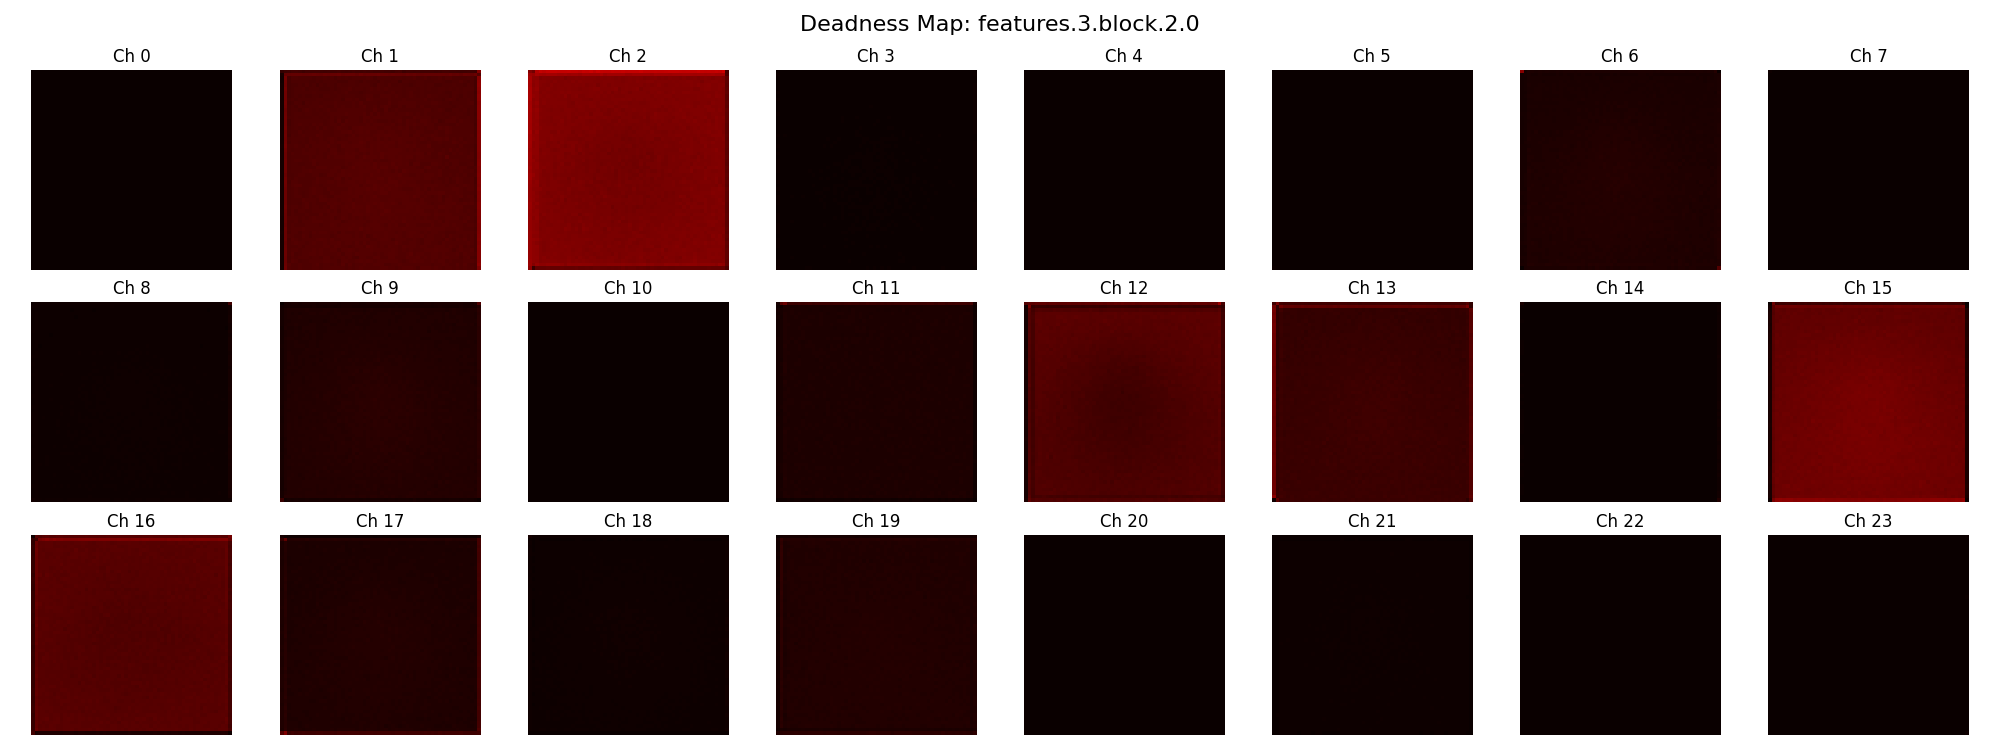 Deadness Map: features.3.block.2.0
Ch 0 Ch 1 Ch 2 Ch 3 Ch 4 Ch 5 Ch 6 Ch 7
Ch 8 Ch 9 Ch 10 Ch 11 Ch 12 Ch 13 Ch 14 Ch 15
Ch 16 Ch 17 Ch 18 Ch 19 Ch 20 Ch 21 Ch 22 Ch 23